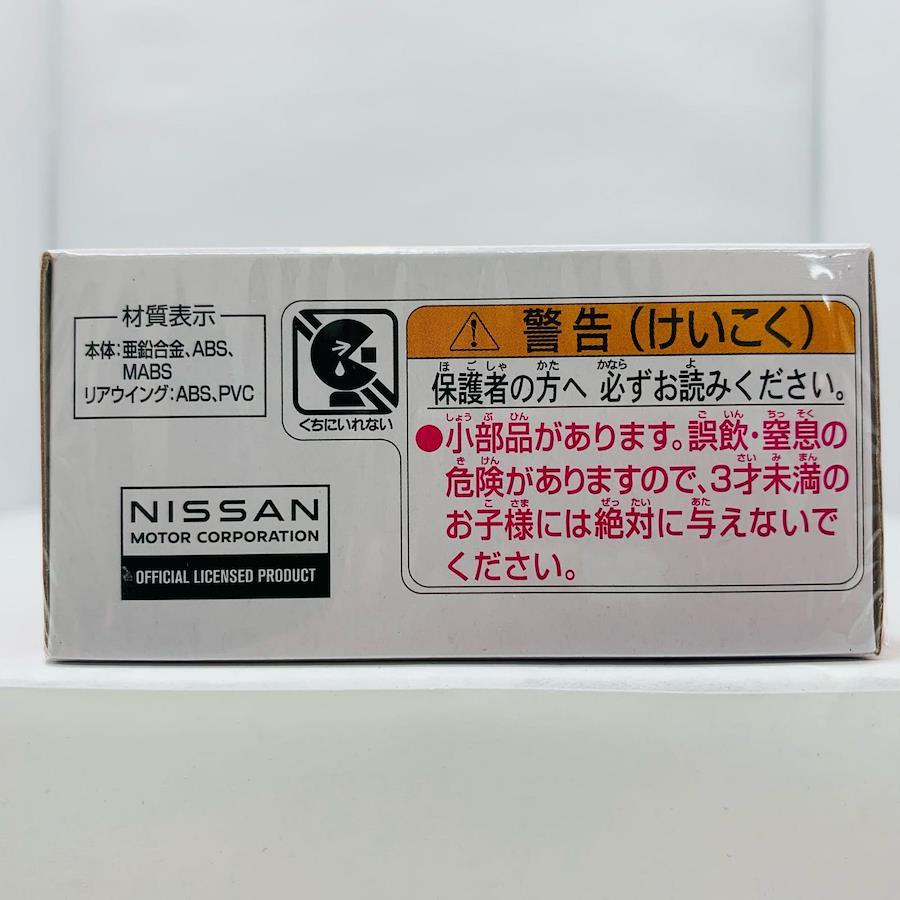 材質表示
本体：亜鉛合金、ABS、
MABS
リアウイング：ABS、PVC
くちにいれない
NISSAN
MOTOR CORPORATION
OFFICIAL LICENSED PRODUCT
警告（けいこく）
ほごしゃ かた かなら よ
保護者の方へ 必ずお読みください。
しょうぶひん ごいん ちっそく
●小部品があります。誤飲・窒息の
きけん さいみまん
危険がありますので、3才未満の
こさま ぜったい あた
お子様には絶対に与えないで
ください。